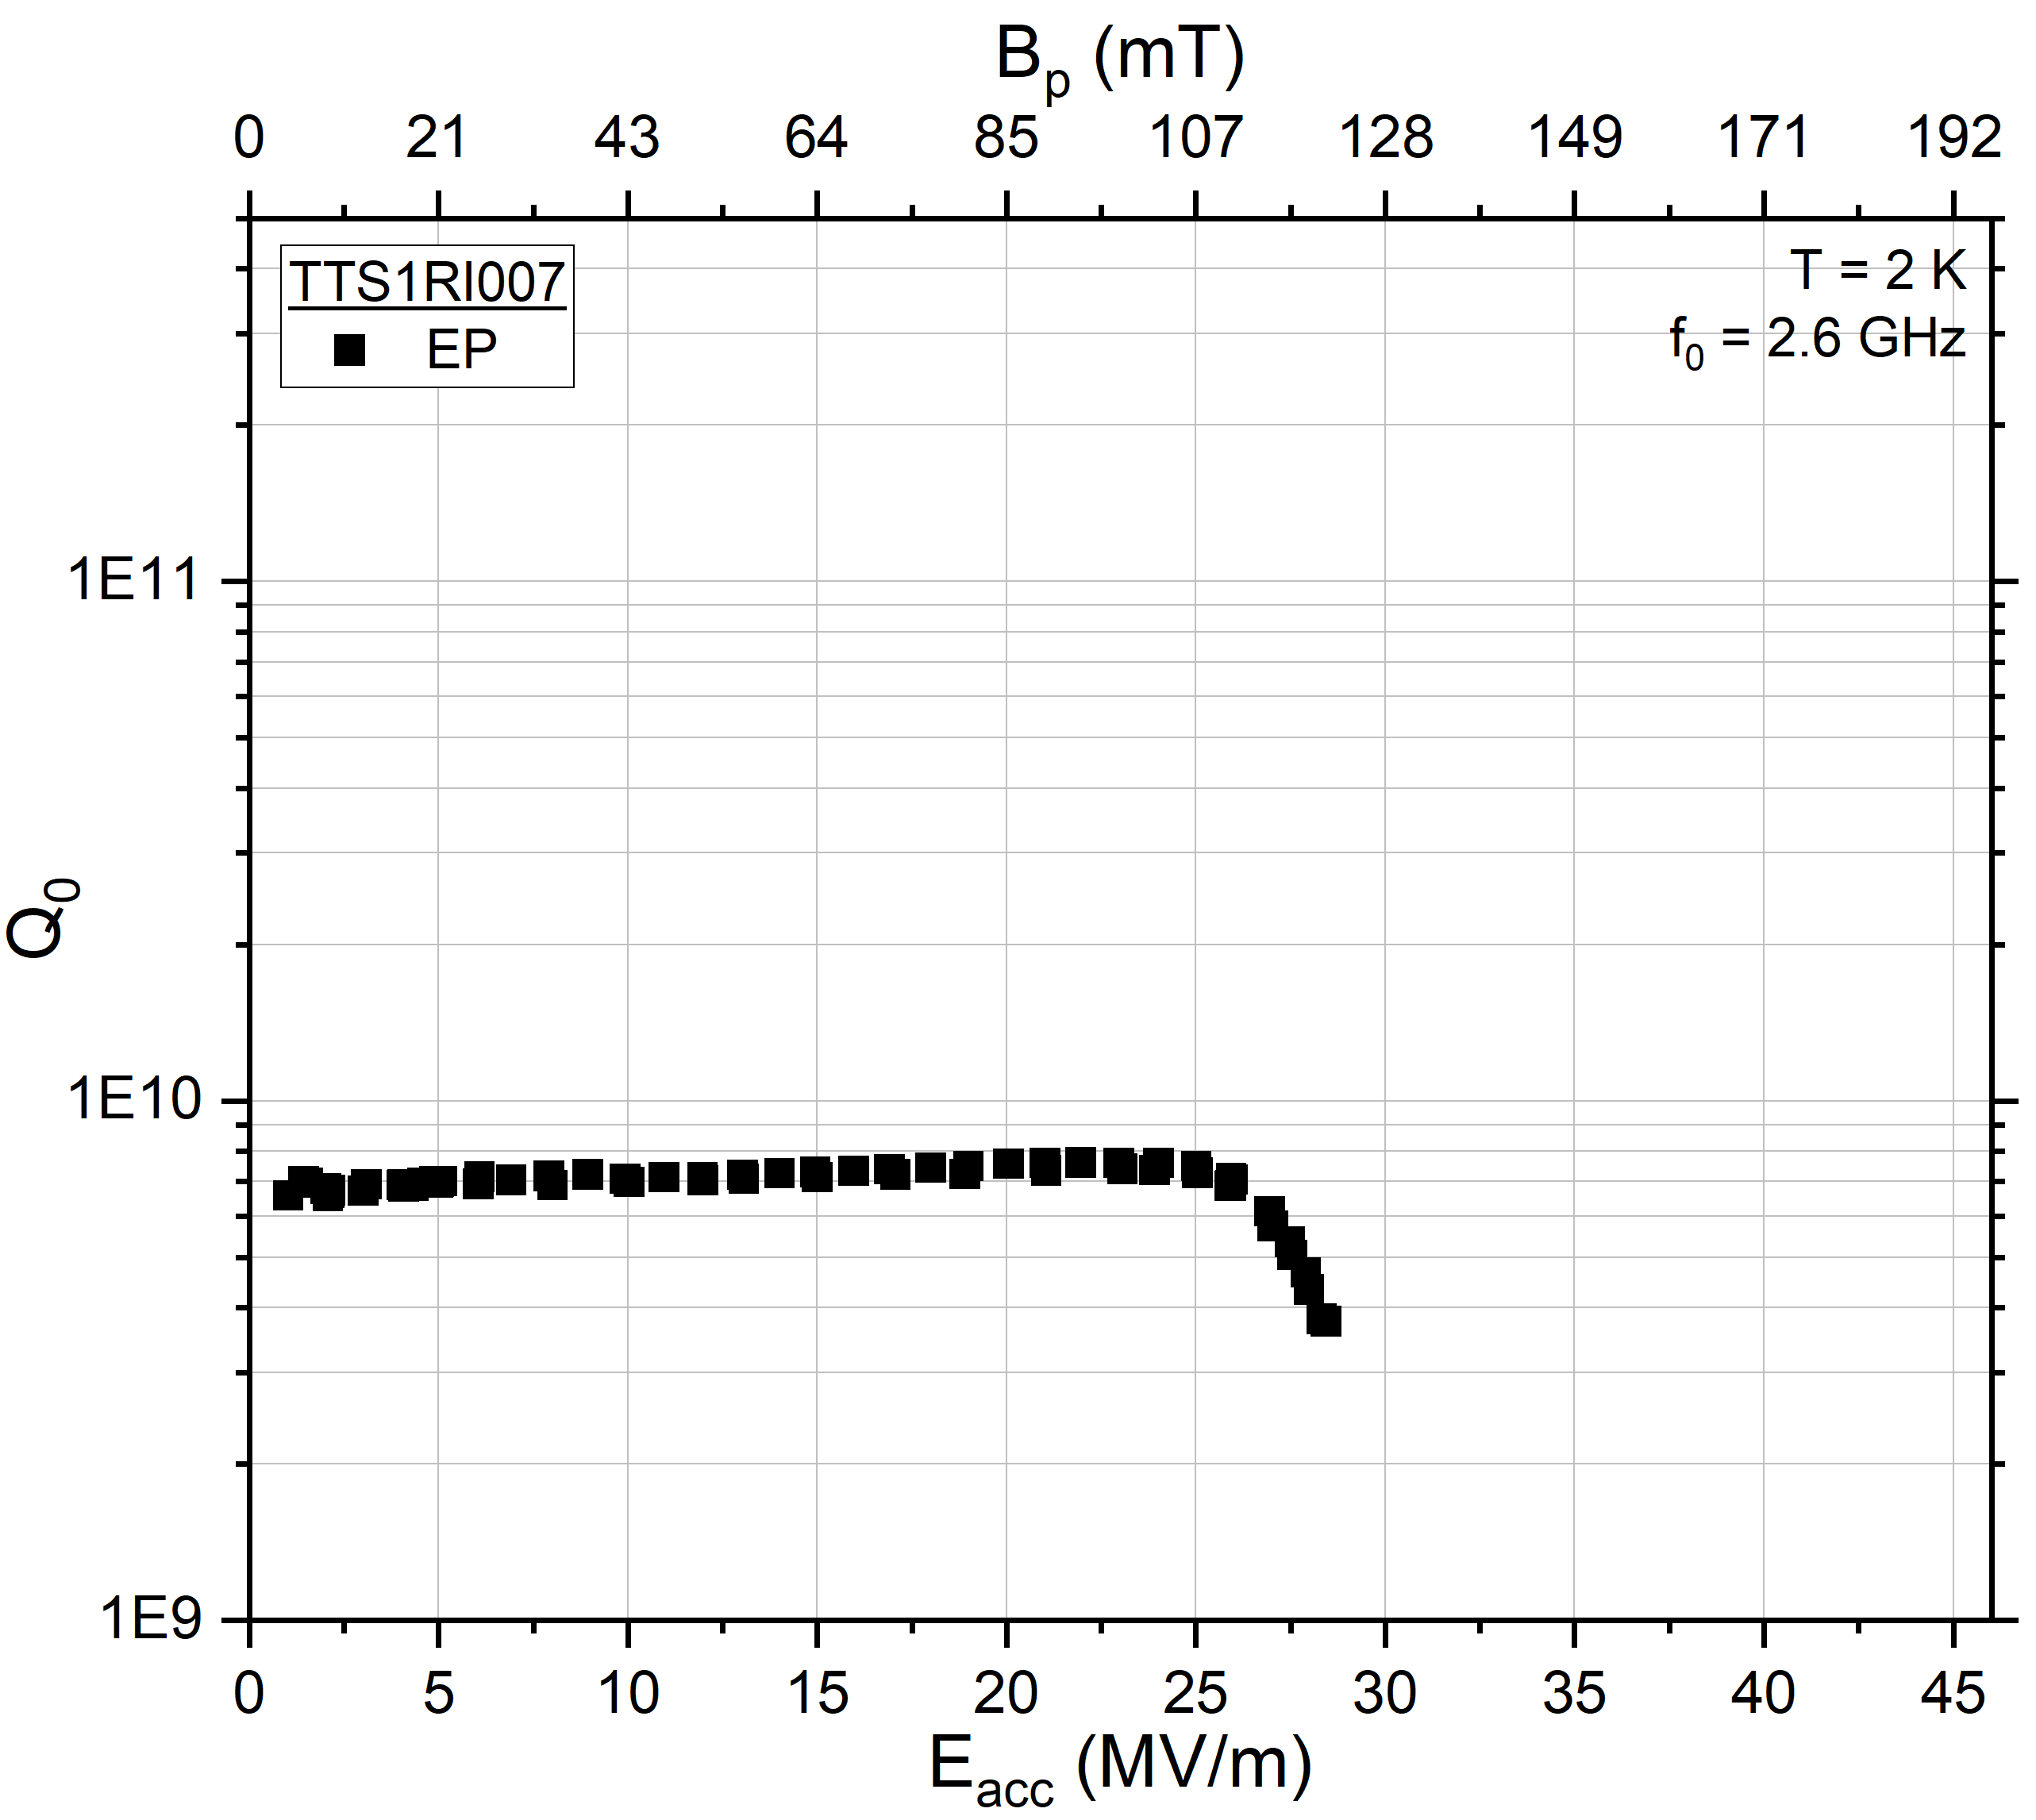 B_p (mT)
0 21 43 64 85 107 128 149 171 192
TTS1RI007
EP
T = 2 K
f_0 = 2.6 GHz
1E11
1E10
1E9
Q_0
0 5 10 15 20 25 30 35 40 45
E_acc (MV/m)